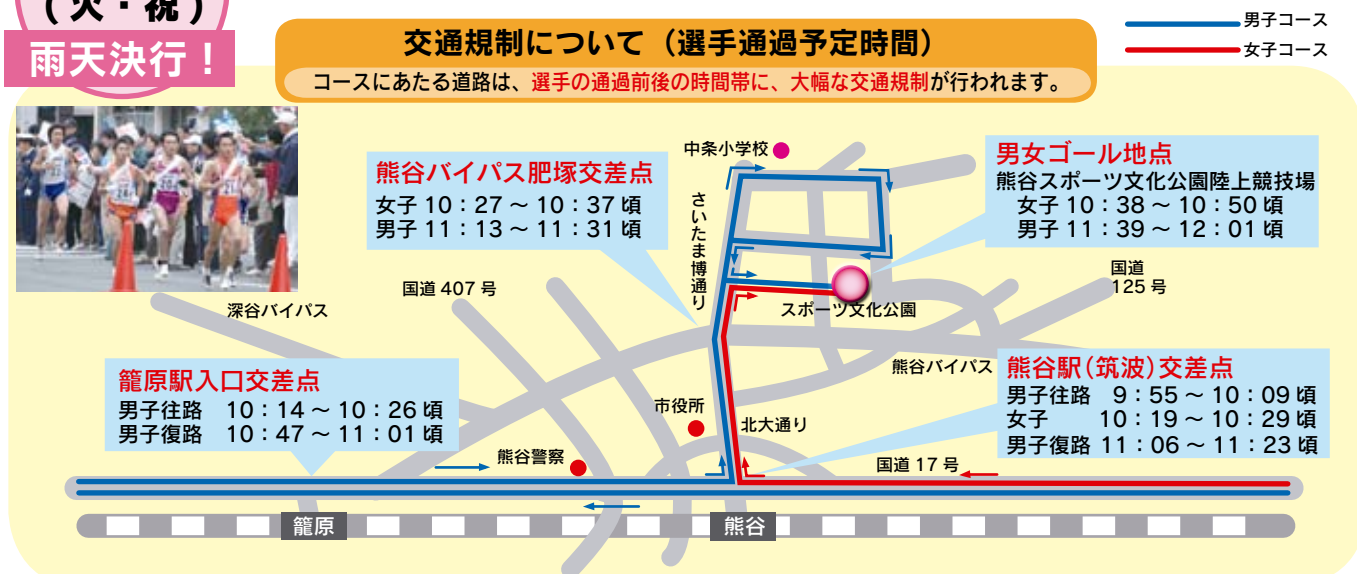 (火・祝)
雨天決行！
交通規制について（選手通過予定時間）
コースにあたる道路は、選手の通過前後の時間帯に、大幅な交通規制が行われます。
男子コース
女子コース
中条小学校
熊谷バイパス肥塚交差点
女子 10：27 ～ 10：37 頃
男子 11：13 ～ 11：31 頃
男女ゴール地点
熊谷スポーツ文化公園陸上競技場
女子 10：38 ～ 10：50 頃
男子 11：39 ～ 12：01 頃
さいたま博通り
国道
125 号
国道 407 号
深谷バイパス
スポーツ文化公園
熊谷バイパス
籠原駅入口交差点
男子往路 10：14 ～ 10：26 頃
男子復路 10：47 ～ 11：01 頃
熊谷駅(筑波)交差点
男子往路 9：55 ～ 10：09 頃
女子 10：19 ～ 10：29 頃
男子復路 11：06 ～ 11：23 頃
市役所
北大通り
熊谷警察
国道 17 号
籠原
熊谷